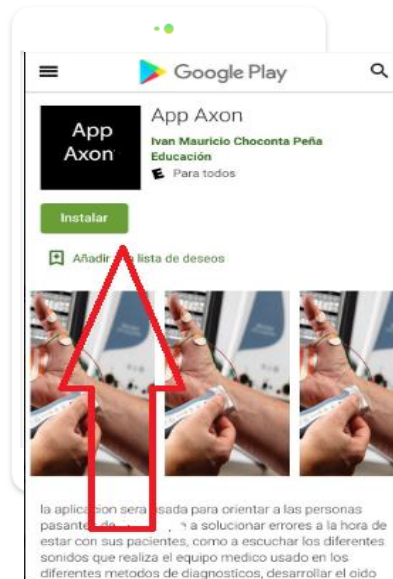 Google Play
App
Axon
App Axon
Ivan Mauricio Choconta Peña
Educación
E Para todos
Instalar
Añadir lista de deseos
la aplicacion sera usada para orientar a las personas
pasantes de a solucionar errores a la hora de
estar con sus pacientes, como a escuchar los diferentes
sonidos que realiza el equipo medico usado en los
diferentes metodos de diagnosticos, desarrollar el oido